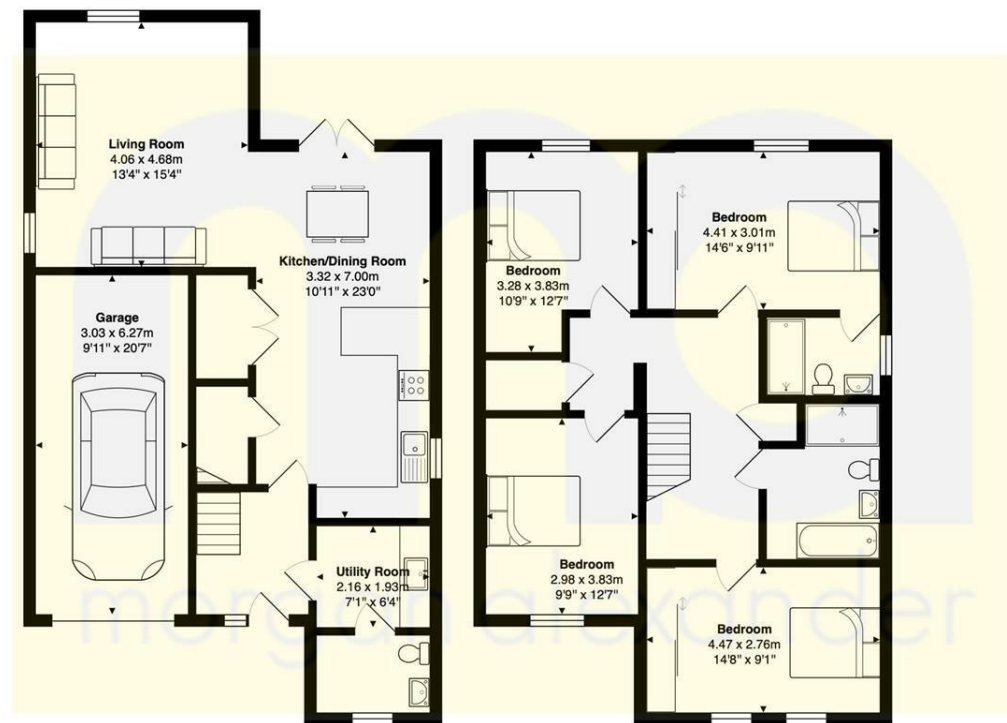 Living Room
4.06 x 4.68m
13'4" x 15'4"
Kitchen/Dining Room
3.32 x 7.00m
10'11" x 23'0"
Garage
3.03 x 6.27m
9'11" x 20'7"
Utility Room
2.16 x 1.93m
7'1" x 6'4"
Bedroom
3.28 x 3.83m
10'9" x 12'7"
Bedroom
4.41 x 3.01m
14'6" x 9'11"
Bedroom
2.98 x 3.83m
9'9" x 12'7"
Bedroom
4.47 x 2.76m
14'8" x 9'1"
ma
morgan alexander